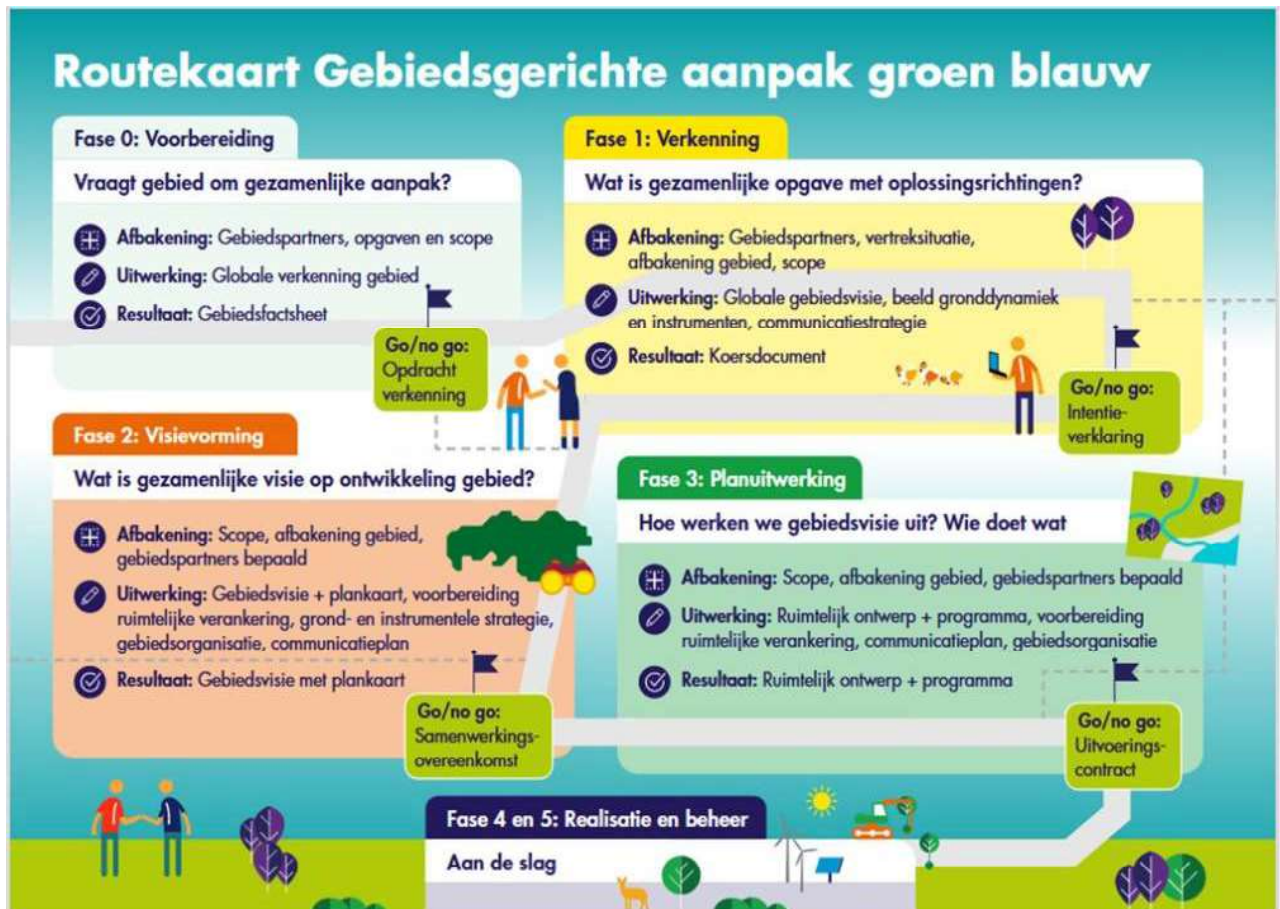 Routekaart Gebiedsgerichte aanpak groen blauw
Fase 0: Voorbereiding
Vraagt gebied om gezamenlijke aanpak?
Afbakening: Gebiedspartners, opgaven en scope
Uitwerking: Globale verkenning gebied
Resultaat: Gebiedsfactsheet
Go/no go:
Opdracht
verkenning
Fase 1: Verkenning
Wat is gezamenlijke opgave met oplossingsrichtingen?
Afbakening: Gebiedspartners, vertreksituatie,
afbakening gebied, scope
Uitwerking: Globale gebiedsvisie, beeld gronddynamiek
en instrumenten, communicatiestrategie
Resultaat: Koersdocument
Go/no go:
Intentie-
verklaring
Fase 2: Visievorming
Wat is gezamenlijke visie op ontwikkeling gebied?
Afbakening: Scope, afbakening gebied,
gebiedspartners bepaald
Uitwerking: Gebiedsvisie + plankaart, voorbereiding
ruimtelijke verankering, grond- en instrumentele strategie,
gebiedsorganisatie, communicatieplan
Resultaat: Gebiedsvisie met plankaart
Go/no go:
Samenwerkings-
overeenkomst
Fase 3: Planuitwerking
Hoe werken we gebiedsvisie uit? Wie doet wat
Afbakening: Scope, afbakening gebied, gebiedspartners bepaald
Uitwerking: Ruimtelijk ontwerp + programma, voorbereiding
ruimtelijke verankering, communicatieplan, gebiedsorganisatie
Resultaat: Ruimtelijk ontwerp + programma
Go/no go:
Uitvoerings-
contract
Fase 4 en 5: Realisatie en beheer
Aan de slag